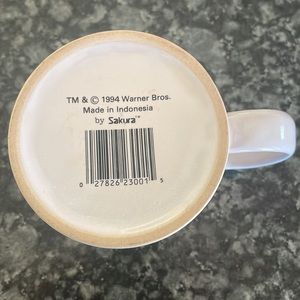 TM & © 1994 Warner Bros.
Made in Indonesia
by Sakura™
0 27826 23001 5